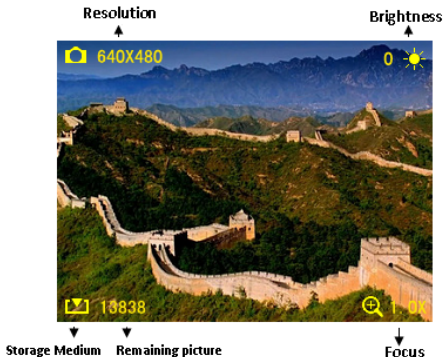 Resolution
Brightness
640X480
0
13838
1.0X
Storage Medium
Remaining picture
Focus